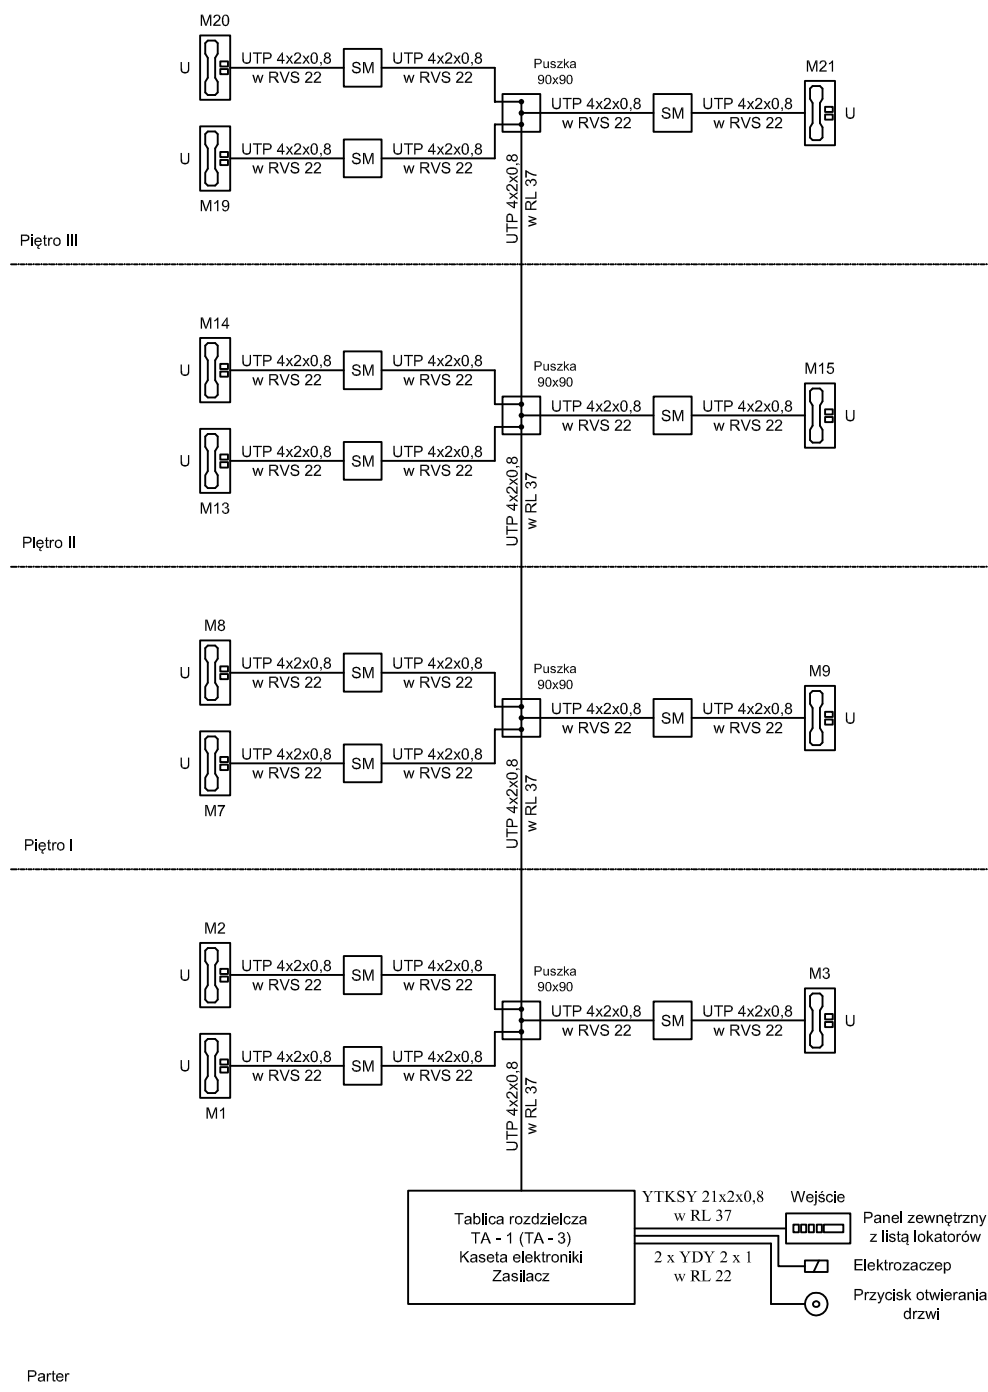 M20
U
UTP 4x2x0,8
w RVS 22
SM
UTP 4x2x0,8
w RVS 22
Puszka
90x90
UTP 4x2x0,8
w RVS 22
SM
UTP 4x2x0,8
w RVS 22
M21
U
U
UTP 4x2x0,8
w RVS 22
SM
UTP 4x2x0,8
w RVS 22
M19
UTP 4x2x0,8
w RL 37
Piętro III
M14
U
UTP 4x2x0,8
w RVS 22
SM
UTP 4x2x0,8
w RVS 22
Puszka
90x90
UTP 4x2x0,8
w RVS 22
SM
UTP 4x2x0,8
w RVS 22
M15
U
U
UTP 4x2x0,8
w RVS 22
SM
UTP 4x2x0,8
w RVS 22
M13
UTP 4x2x0,8
w RL 37
Piętro II
M8
U
UTP 4x2x0,8
w RVS 22
SM
UTP 4x2x0,8
w RVS 22
Puszka
90x90
UTP 4x2x0,8
w RVS 22
SM
UTP 4x2x0,8
w RVS 22
M9
U
U
UTP 4x2x0,8
w RVS 22
SM
UTP 4x2x0,8
w RVS 22
M7
UTP 4x2x0,8
w RL 37
Piętro I
M2
U
UTP 4x2x0,8
w RVS 22
SM
UTP 4x2x0,8
w RVS 22
Puszka
90x90
UTP 4x2x0,8
w RVS 22
SM
UTP 4x2x0,8
w RVS 22
M3
U
U
UTP 4x2x0,8
w RVS 22
SM
UTP 4x2x0,8
w RVS 22
M1
UTP 4x2x0,8
w RL 37
Tablica rozdzielcza
TA - 1 (TA - 3)
Kaseta elektroniki
Zasilacz
YTKSY 21x2x0,8
w RL 37
2 x YDY 2 x 1
w RL 22
Wejście
Panel zewnętrzny
z listą lokatorów
Elektrozaczep
Przycisk otwierania
drzwi
Parter